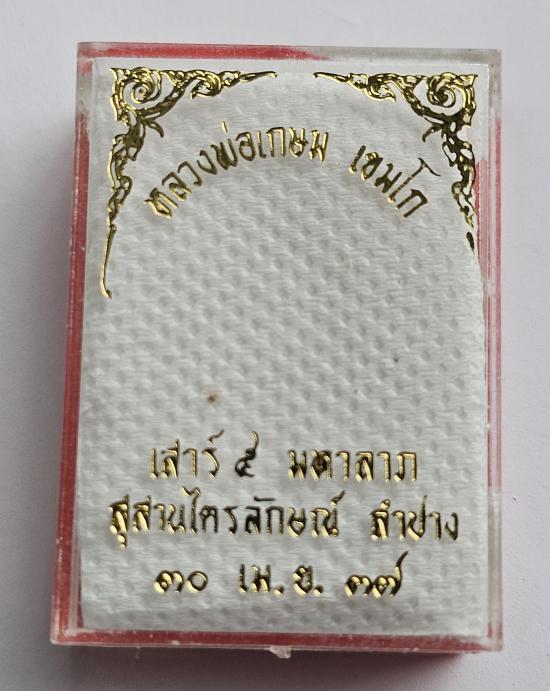 หลวงพ่อเกษม เขมโก
เสาร์ ๕ มหาลาภ
สุสานไตรลักษณ์ ลำปาง
๓๐ เม.ย. ๓๗